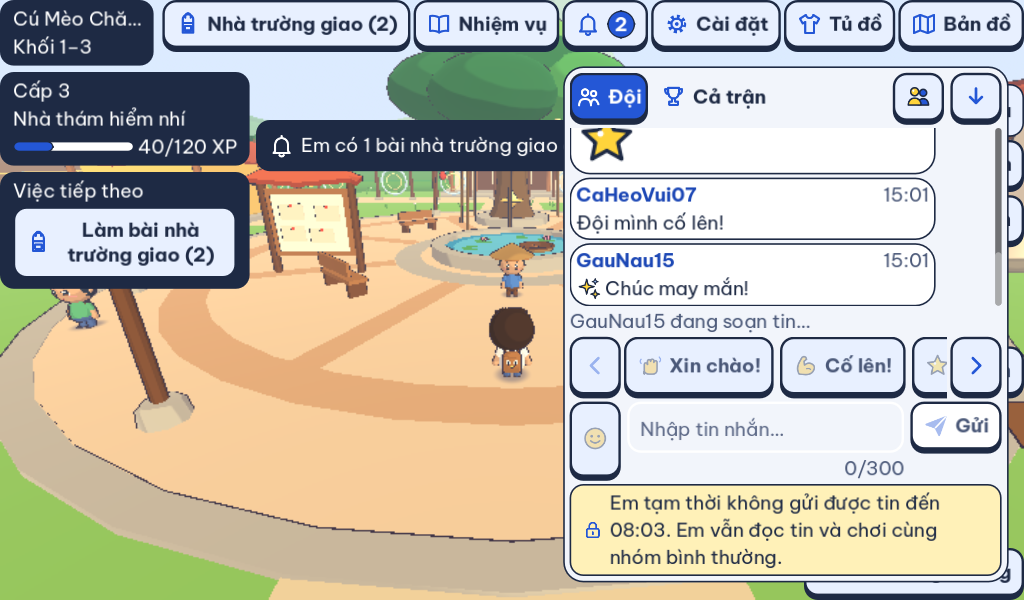 Cú Mèo Chă...
Khối 1–3
Nhà trường giao (2)
Nhiệm vụ
2
Cài đặt
Tủ đồ
Bản đồ
Cấp 3
Nhà thám hiểm nhí
40/120 XP
Em có 1 bài nhà trường giao
Việc tiếp theo
Làm bài nhà
trường giao (2)
Đội
Cả trận
CaHeoVui07 15:01
Đội mình cố lên!
GauNau15 15:01
Chúc may mắn!
GauNau15 đang soạn tin...
Xin chào!
Cố lên!
Nhập tin nhắn...
Gửi
0/300
Em tạm thời không gửi được tin đến
08:03. Em vẫn đọc tin và chơi cùng
nhóm bình thường.